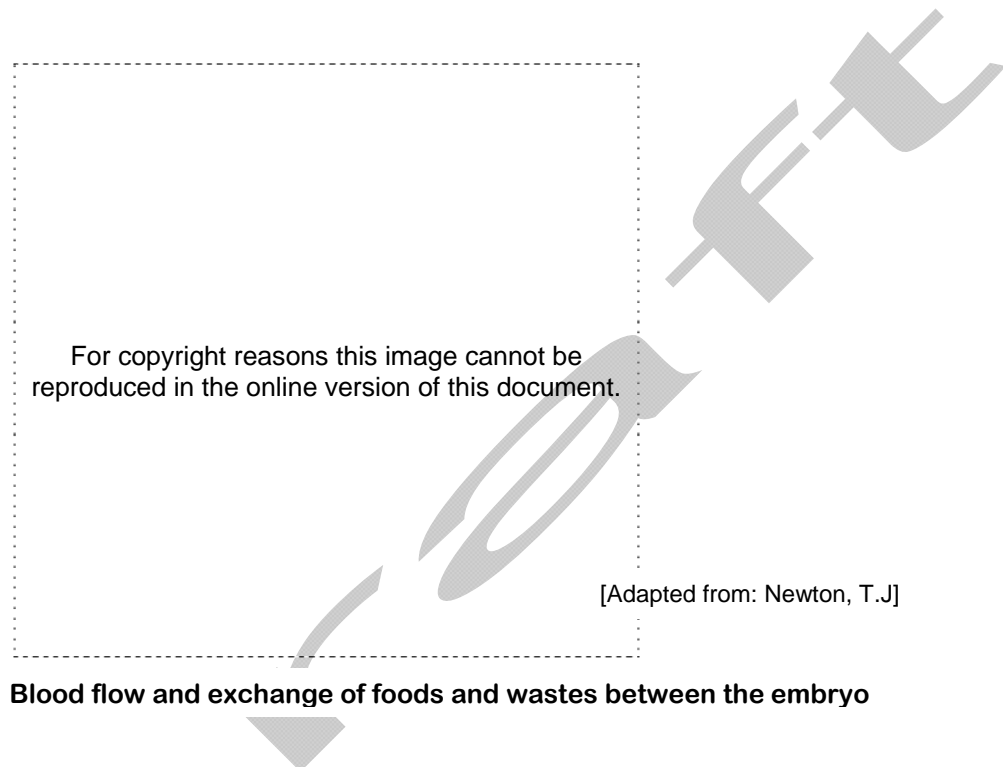 For copyright reasons this image cannot be
reproduced in the online version of this document.
[Adapted from: Newton, T.J]
Blood flow and exchange of foods and wastes between the embryo